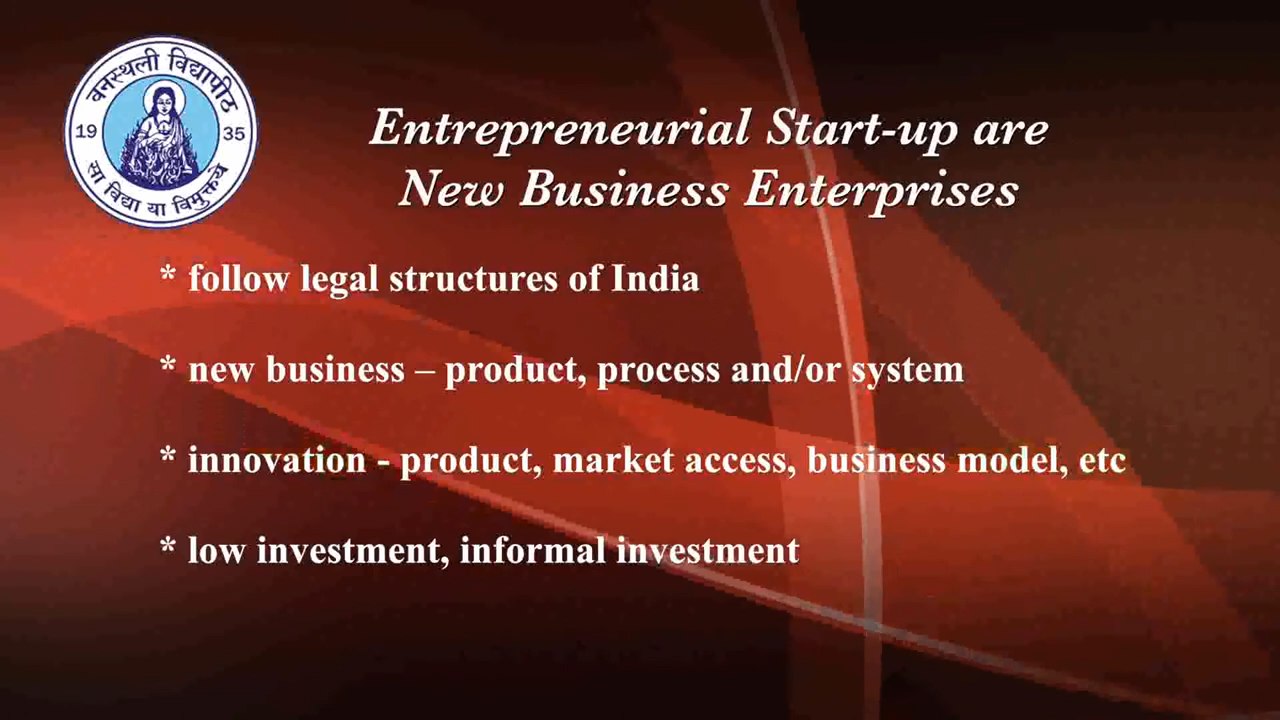 वनस्थली विद्यापीठ
19 35
सा विद्या या विमुक्तये
Entrepreneurial Start-up are
New Business Enterprises
* follow legal structures of India
* new business – product, process and/or system
* innovation - product, market access, business model, etc
* low investment, informal investment